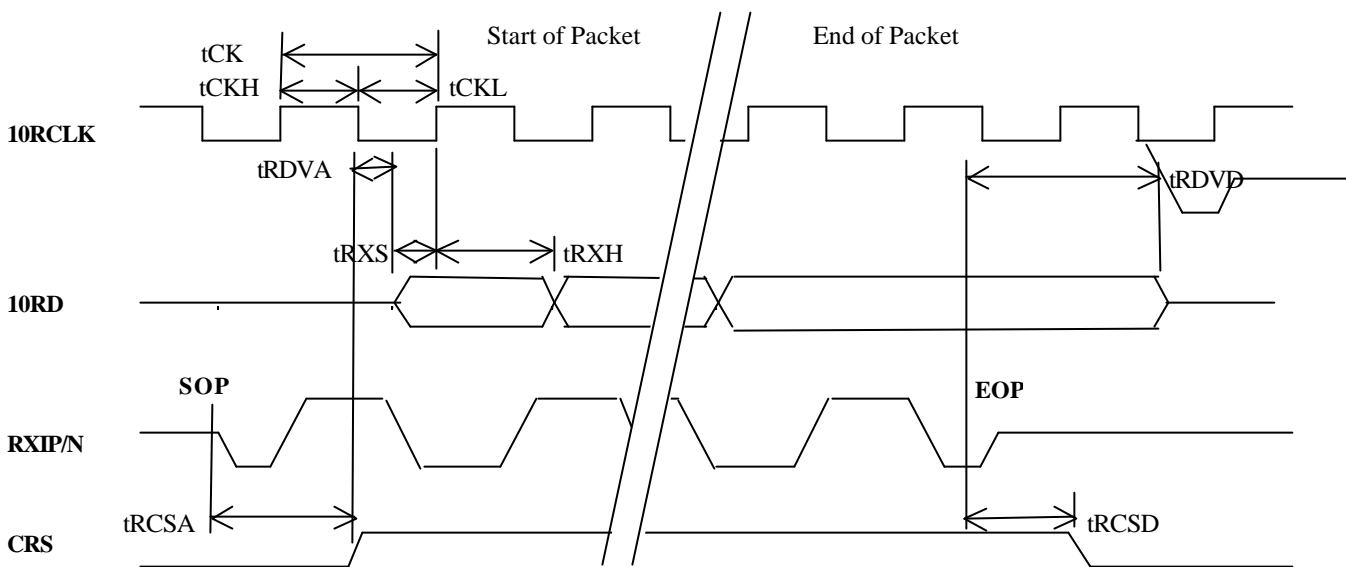 Start of Packet
End of Packet
tCK
tCKH
tCKL
10RCLK
tRDVA
tRDVD
tRXS
tRXH
10RD
SOP
EOP
RXIP/N
tRCSA
tRCSD
CRS